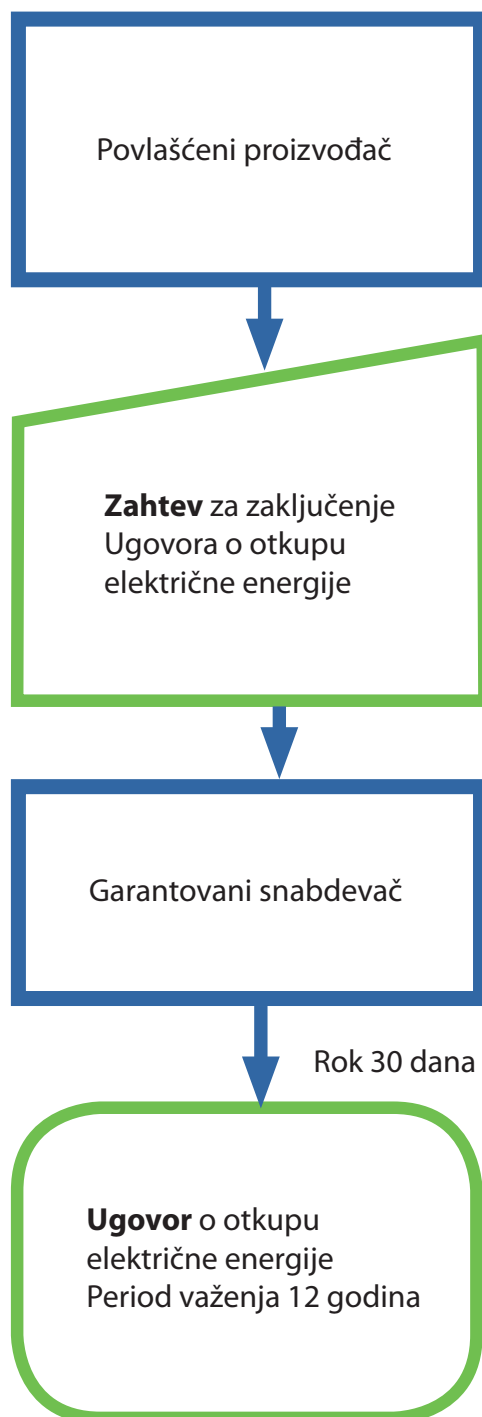 Povlašćeni proizvođač
Zahtev za zaključenje
Ugovora o otkupu
električne energije
Garantovani snabdevač
Rok 30 dana
Ugovor o otkupu
električne energije
Period važenja 12 godina